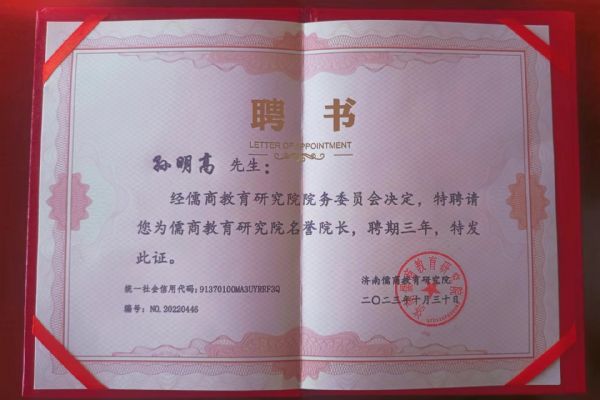 聘书
LETTER OF APPOINTMENT
孙明高 先生：
经儒商教育研究院院务委员会决定，特聘请
您为儒商教育研究院名誉院长，聘期三年，特发
此证。
统一社会信用代码：91370100MA3UYRRF3Q
济南儒商教育研究院
编号：NO.20220445
二〇二三年十月三十日